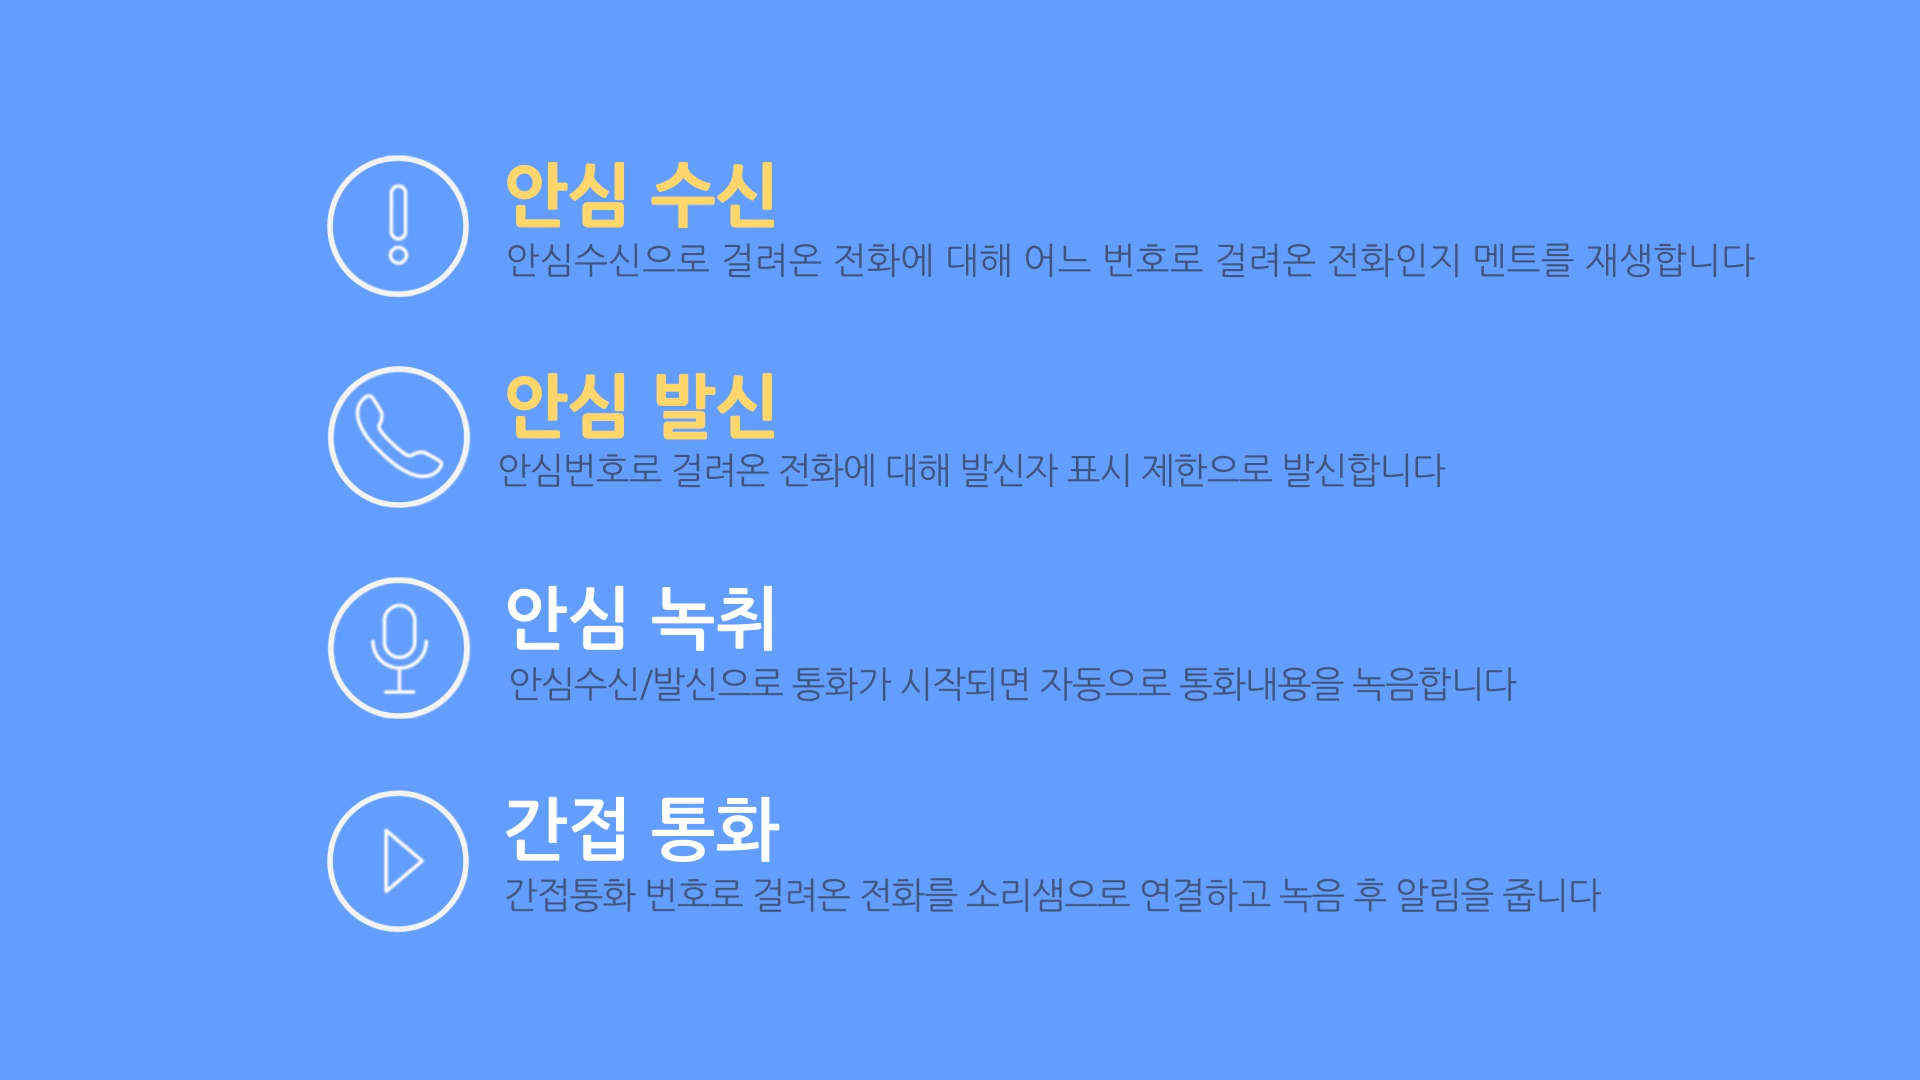 안심 수신
안심수신으로 걸려온 전화에 대해 어느 번호로 걸려온 전화인지 멘트를 재생합니다
안심 발신
안심번호로 걸려온 전화에 대해 발신자 표시 제한으로 발신합니다
안심 녹취
안심수신/발신으로 통화가 시작되면 자동으로 통화내용을 녹음합니다
간접 통화
간접통화 번호로 걸려온 전화를 소리샘으로 연결하고 녹음 후 알림을 줍니다